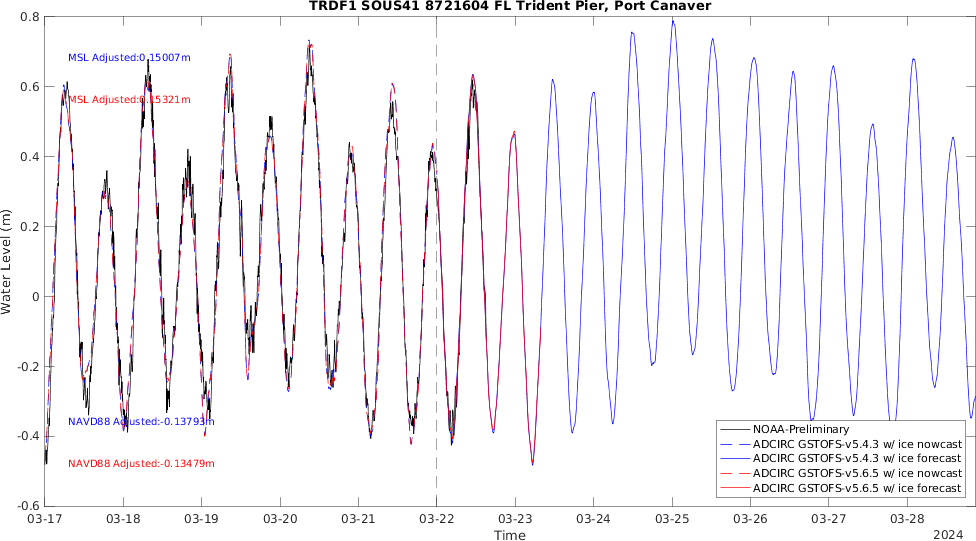 TRDF1 SOUS41 8721604 FL Trident Pier, Port Canaver
0.8
0.6
0.4
0.2
0
-0.2
-0.4
-0.6
Water Level (m)
MSL Adjusted:0.15007m
MSL Adjusted:0.15321m
NAVD88 Adjusted:-0.13793m
NAVD88 Adjusted:-0.13479m
NOAA-Preliminary
ADCIRC GSTOFS-v5.4.3 w/ ice nowcast
ADCIRC GSTOFS-v5.4.3 w/ ice forecast
ADCIRC GSTOFS-v5.6.5 w/ ice nowcast
ADCIRC GSTOFS-v5.6.5 w/ ice forecast
03-17 03-18 03-19 03-20 03-21 03-22 03-23 03-24 03-25 03-26 03-27 03-28
Time
2024